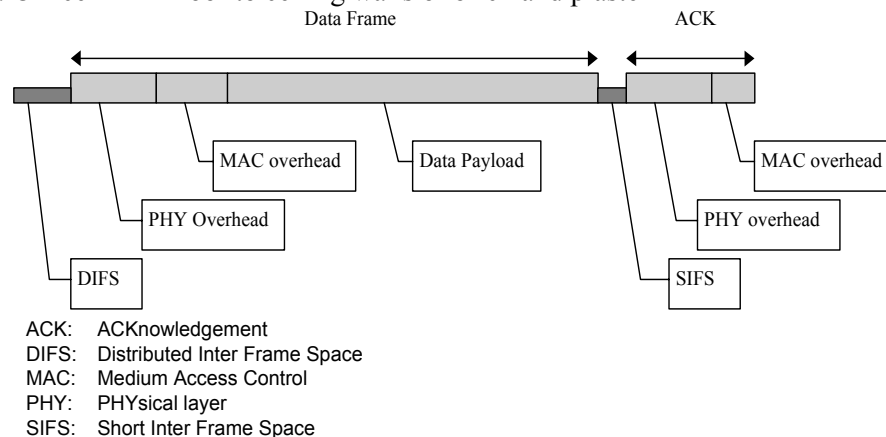 Data Frame ACK
MAC overhead Data Payload MAC overhead
PHY Overhead PHY overhead
DIFS SIFS
ACK: ACKnowledgement
DIFS: Distributed Inter Frame Space
MAC: Medium Access Control
PHY: PHYsical layer
SIFS: Short Inter Frame Space